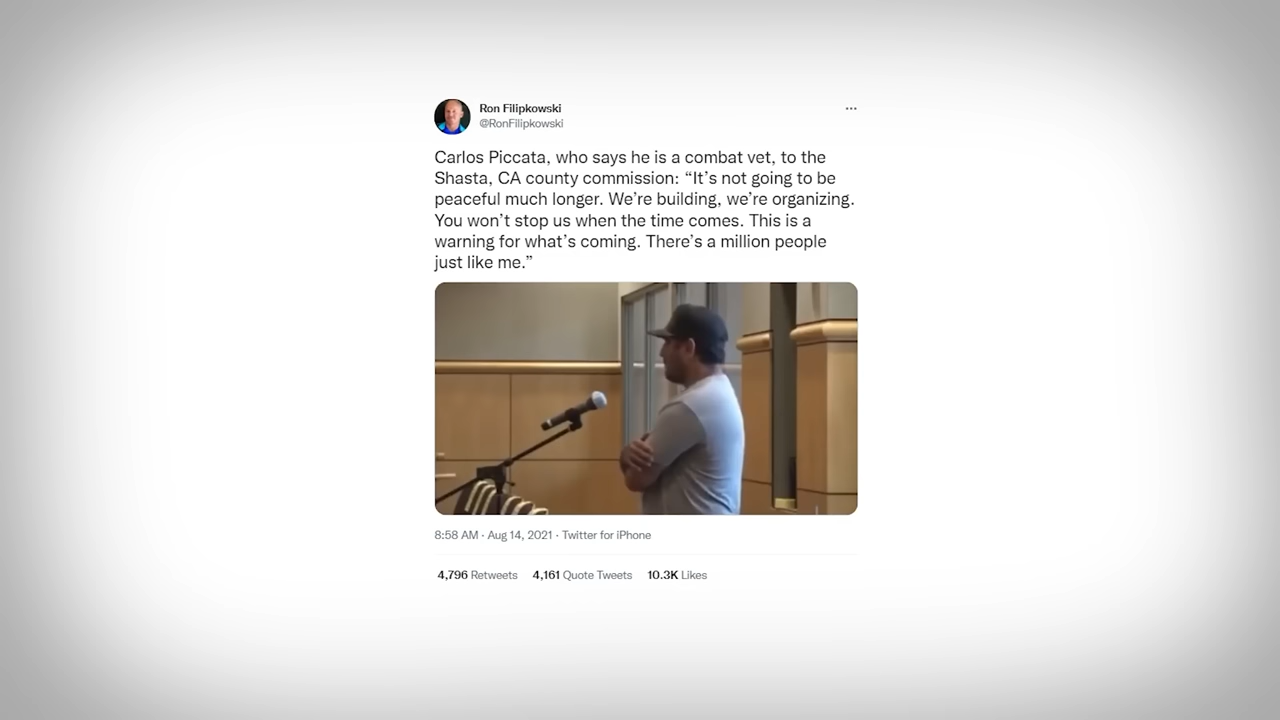 Ron Filipkowski
@RonFilipkowski
Carlos Piccata, who says he is a combat vet, to the
Shasta, CA county commission: “It’s not going to be
peaceful much longer. We’re building, we’re organizing.
You won’t stop us when the time comes. This is a
warning for what’s coming. There’s a million people
just like me.”
8:58 AM · Aug 14, 2021 · Twitter for iPhone
4,796 Retweets 4,161 Quote Tweets 10.3K Likes